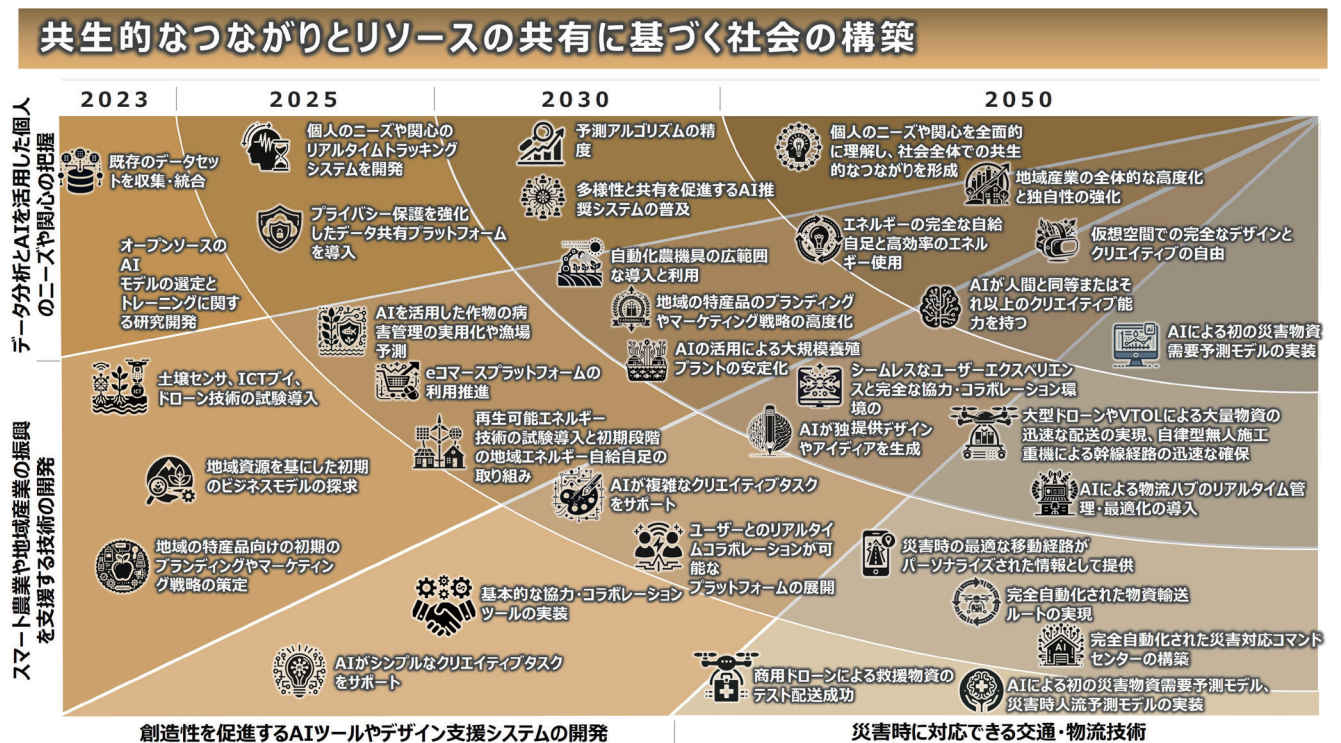 共生的なつながりとリソースの共有に基づく社会の構築
2023
2025
2030
2050
データ分析とAIを活用した個人
のニーズや関心の把握
既存のデータセッ
トを収集・統合
オープンソースの
AI
モデルの選定と
トレーニングに関す
る研究開発
個人のニーズや関心の
リアルタイムトラッキング
システムを開発
プライバシー保護を強化
したデータ共有プラットフォーム
を導入
予測アルゴリズムの精
度
多様性と共有を促進するAI推
奨システムの普及
個人のニーズや関心を全面的
に理解し、社会全体での共生
的なつながりを形成
スマート農業や地域産業の振興
を支援する技術の開発
土壌センサ、ICTブイ、
ドローン技術の試験導入
地域資源を基にした初期
のビジネスモデルの探求
地域の特産品向けの初期の
ブランディングやマーケティン
グ戦略の策定
AIを活用した作物の病
害管理の実用化や漁場
予測
eコマースプラットフォームの
利用推進
再生可能エネルギー
技術の試験導入と初期段階
の地域エネルギー自給自足の
取り組み
自動化農機具の広範囲
な導入と利用
地域の特産品のブランディング
やマーケティング戦略の高度化
AIの活用による大規模養殖
プラントの安定化
地域産業の全体的な高度化
と独自性の強化
エネルギーの完全な自給
自足と高効率のエネル
ギー使用
仮想空間での完全なデザインと
クリエイティブの自由
AIが人間と同等またはそ
れ以上のクリエイティブ能
力を持つ
シームレスなユーザーエクスペリエン
スと完全な協力・コラボレーション環
境の
提供
AIが独
デザイン
やアイディアを生成
AIが複雑なクリエイティブタスク
をサポート
ユーザーとのリアルタイ
ムコラボレーションが可
能な
プラットフォームの展開
基本的な協力・コラボレーション
ツールの実装
AIがシンプルなクリエイティブタスク
をサポート
AIによる初の災害物資
需要予測モデルの実装
大型ドローンやVTOLによる大量物資の
迅速な配送の実現、自律型無人施工
重機による幹線経路の迅速な確保
AIによる物流ハブのリアルタイム管
理・最適化の導入
災害時の最適な移動経路が
パーソナライズされた情報として提供
完全自動化された物資輸送
ルートの実現
完全自動化された災害対応コマンド
センターの構築
商用ドローンによる救援物資の
テスト配送成功
AIによる初の災害物資需要予測モデル、
災害時人流予測モデルの実装
AI
AI
創造性を促進するAIツールやデザイン支援システムの開発
災害時に対応できる交通・物流技術